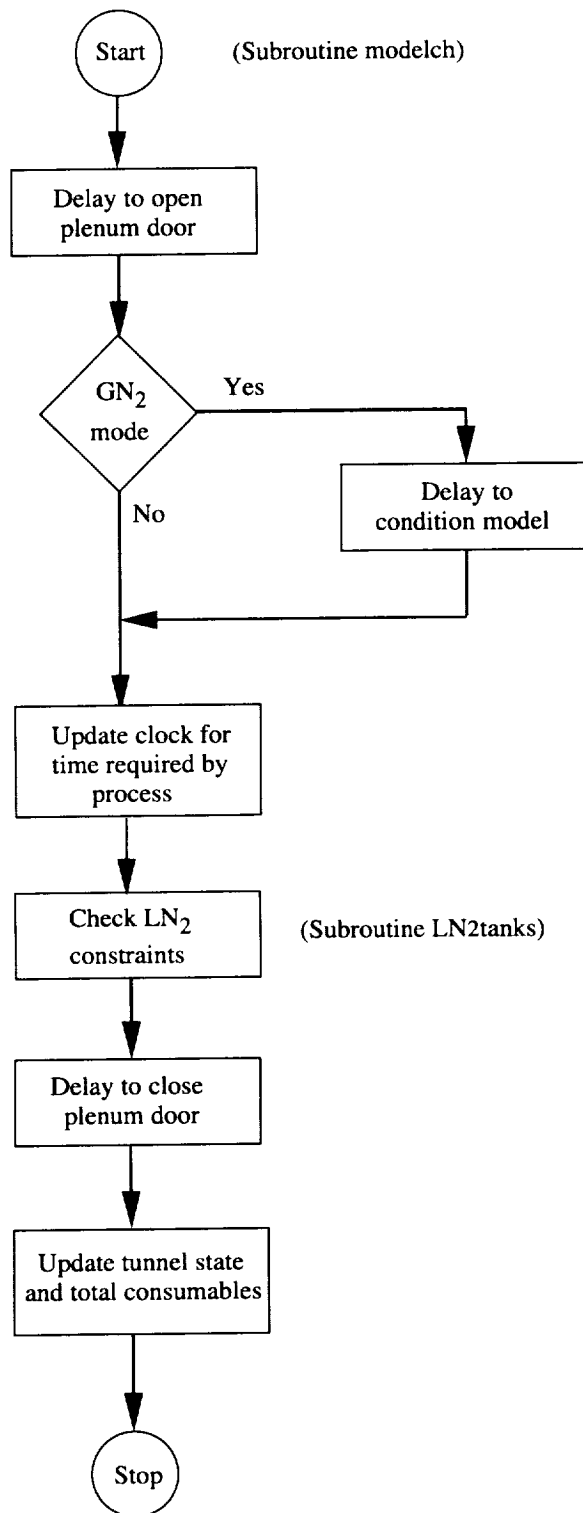 Start
(Subroutine modelch)
Delay to open
plenum door
GN₂
mode
Yes
Delay to
condition model
No
Update clock for
time required by
process
Check LN₂
constraints
(Subroutine LN2tanks)
Delay to close
plenum door
Update tunnel state
and total consumables
Stop